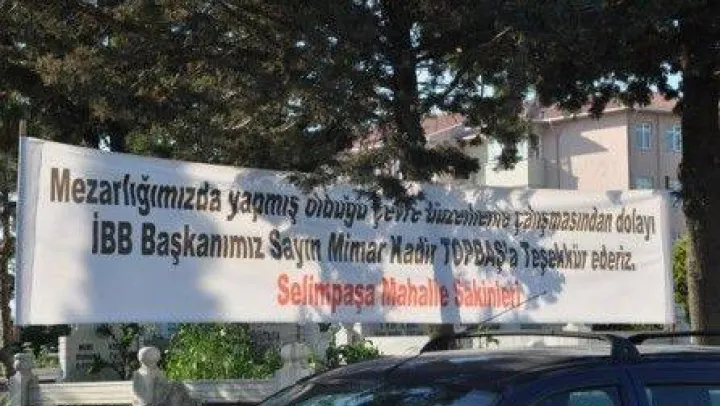 Mezarlığımızda yapmış olduğu çevre düzenleme çalışmasından dolayı
İBB Başkanımız Sayın Mimar Kadir TOPBAŞ'a Teşekkür ederiz.
Selimpaşa Mahalle Sakinleri